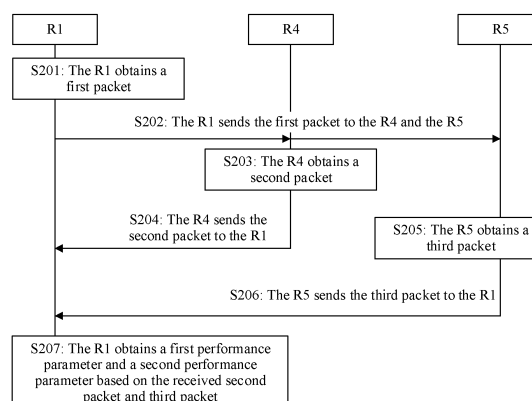 R1
R4
R5
S201: The R1 obtains a
first packet
S202: The R1 sends the first packet to the R4 and the R5
S203: The R4 obtains a
second packet
S204: The R4 sends the
second packet to the R1
S205: The R5 obtains a
third packet
S206: The R5 sends the third packet to the R1
S207: The R1 obtains a first performance
parameter and a second performance
parameter based on the received second
packet and third packet